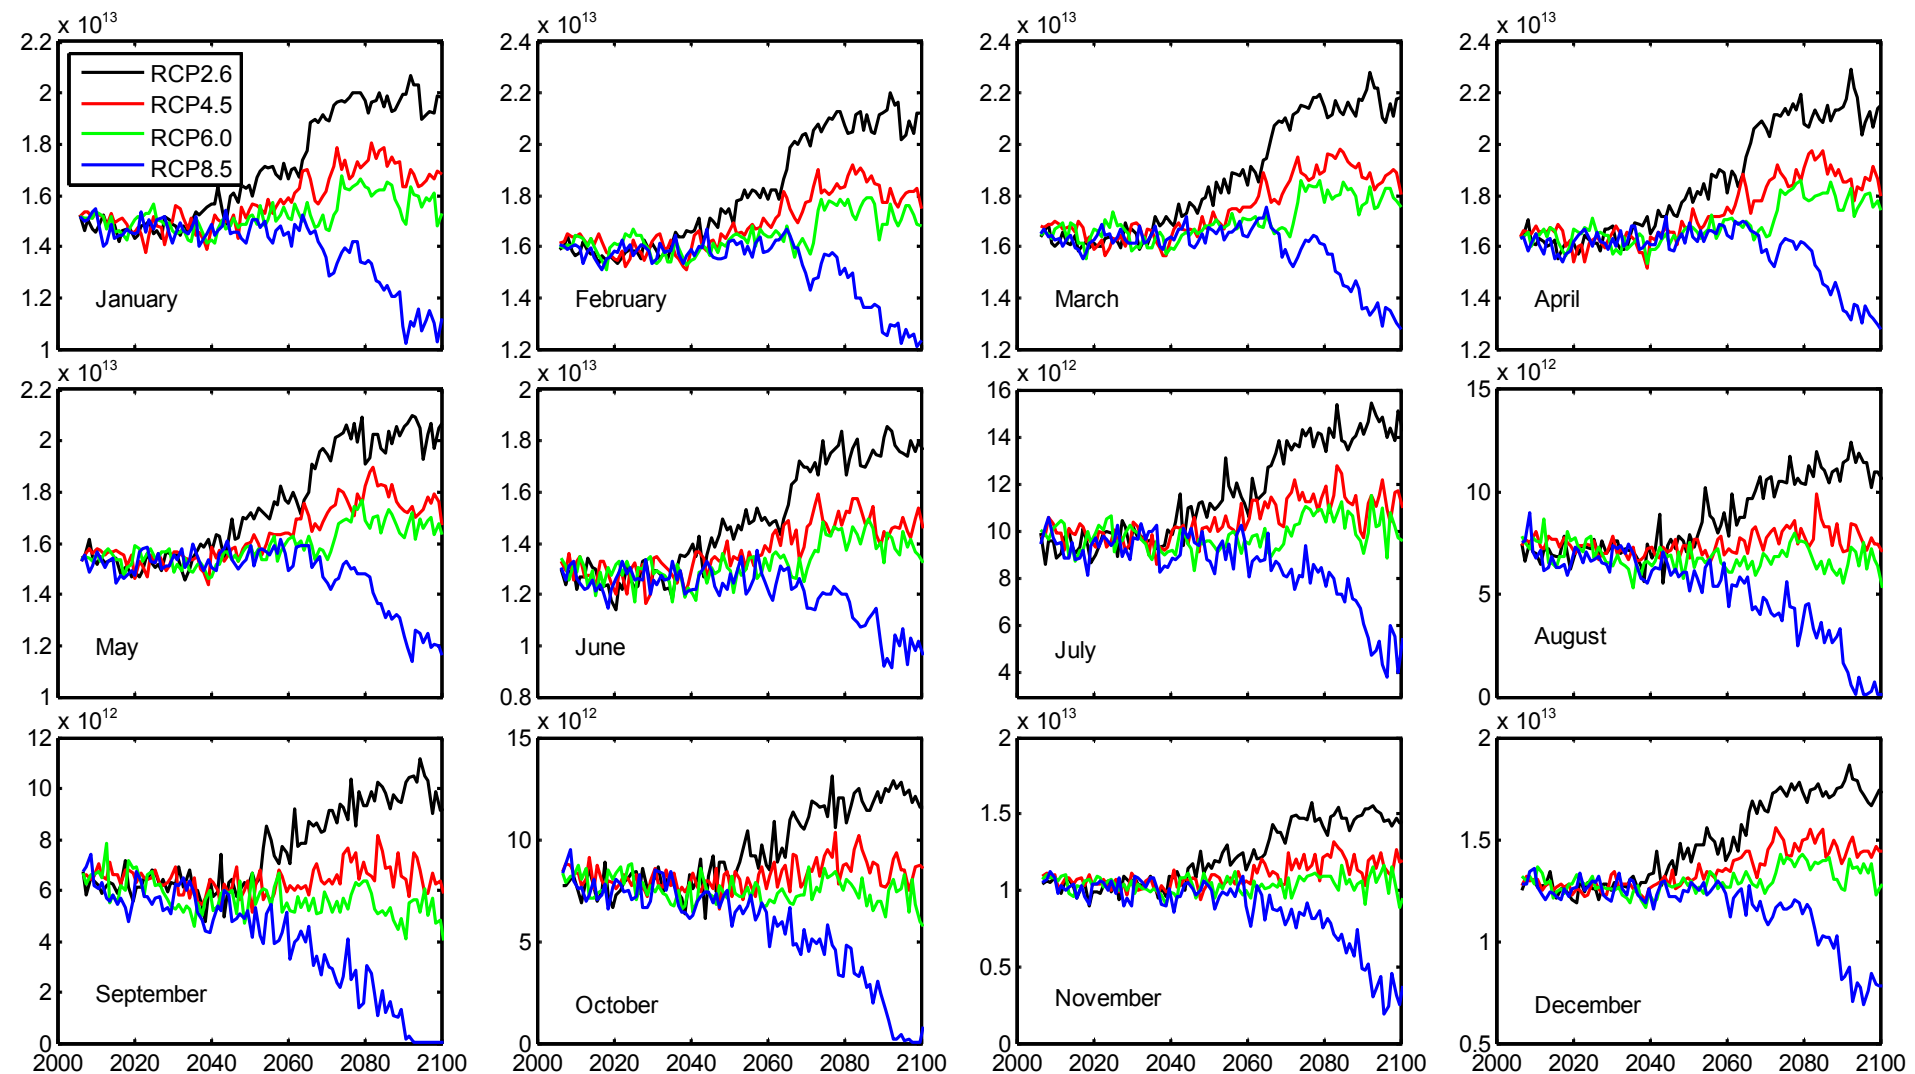 x 10^13 x 10^13 x 10^13 x 10^13
2.2 2.4 2.4 2.4
RCP2.6
RCP4.5
RCP6.0
RCP8.5
2 2.2 2.2 2.2
1.8 2 2 2
1.6 1.8 1.8 1.8
1.4 1.6 1.6 1.6
1.2 1.4 1.4 1.4
January February March April
1 1.2 1.2 1.2
x 10^13 x 10^13 x 10^12 x 10^12
2.2 2 16 15
2 1.8 14
1.8 1.6 12 10
1.6 1.4 10
1.4 1.2 8 5
1.2 1 6
May June July August
4
1 0.8 0
x 10^12 x 10^12 x 10^13 x 10^13
12 15 2 2
10 1.5
8 10 1.5
6 1
4 5 1
2 0.5
September October November December
0 0 0 0.5
2000 2020 2040 2060 2080 2100 2000 2020 2040 2060 2080 2100 2000 2020 2040 2060 2080 2100 2000 2020 2040 2060 2080 2100